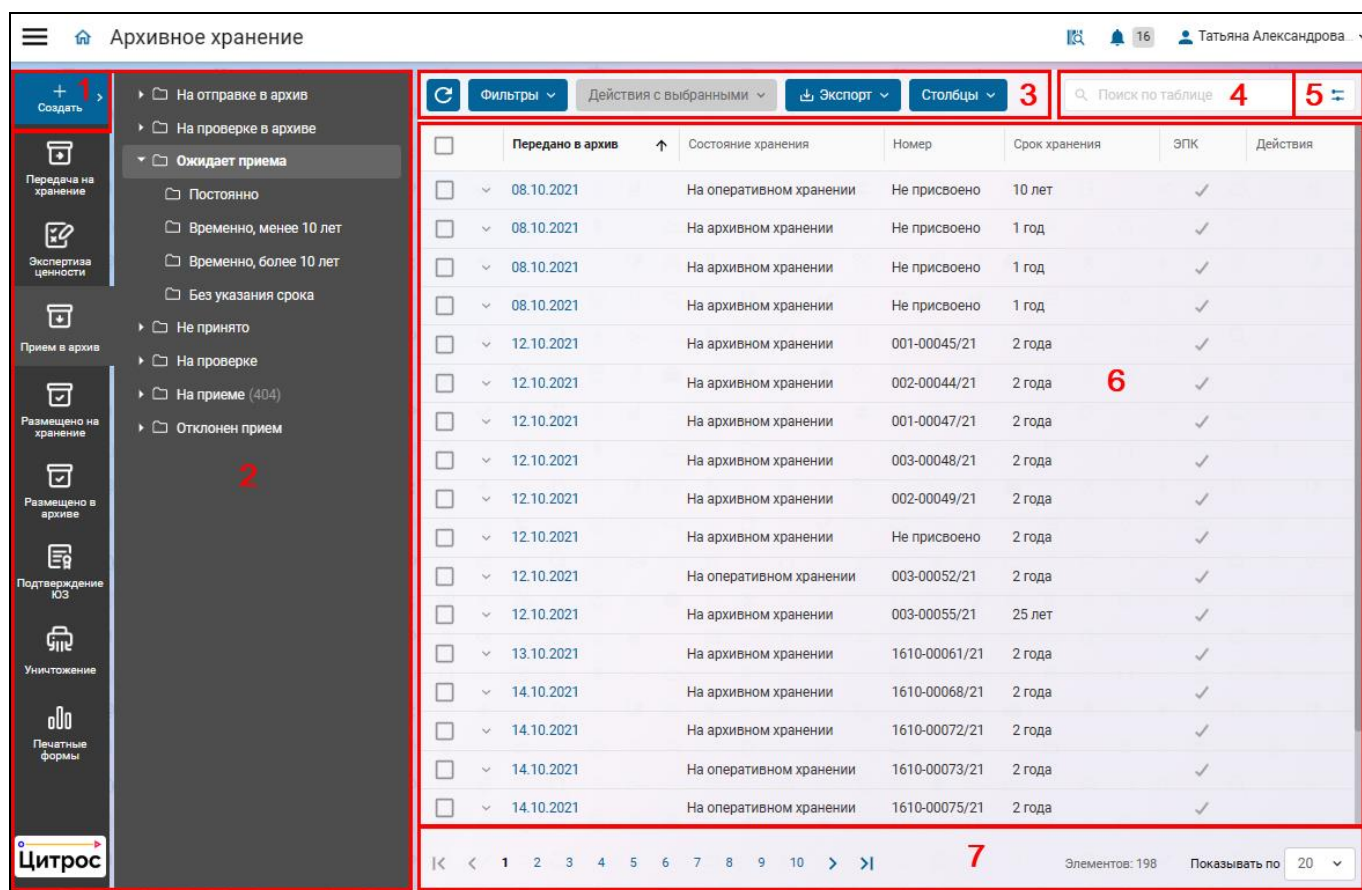 Архивное хранение
16
Татьяна Александрова...
1
Создать
Передача на
хранение
Экспертиза
ценности
Прием в архив
Размещено на
хранение
Размещено в
архиве
Подтверждение
ЮЗ
Уничтожение
Печатные
формы
Цитрос
На отправке в архив
На проверке в архиве
Ожидает приема
Постоянно
Временно, менее 10 лет
Временно, более 10 лет
Без указания срока
Не принято
На проверке
На приеме (404)
Отклонен прием
2
Фильтры Действия с выбранными Экспорт Столбцы 3
Поиск по таблице 4 5
Передано в архив Состояние хранения Номер Срок хранения ЭПК Действия
08.10.2021 На оперативном хранении Не присвоено 10 лет
08.10.2021 На архивном хранении Не присвоено 1 год
08.10.2021 На архивном хранении Не присвоено 1 год
08.10.2021 На архивном хранении Не присвоено 1 год
12.10.2021 На архивном хранении 001-00045/21 2 года
12.10.2021 На архивном хранении 002-00044/21 2 года 6
12.10.2021 На архивном хранении 001-00047/21 2 года
12.10.2021 На архивном хранении 003-00048/21 2 года
12.10.2021 На архивном хранении 002-00049/21 2 года
12.10.2021 На архивном хранении Не присвоено 2 года
12.10.2021 На оперативном хранении 003-00052/21 2 года
12.10.2021 На архивном хранении 003-00055/21 25 лет
13.10.2021 На архивном хранении 1610-00061/21 2 года
14.10.2021 На архивном хранении 1610-00068/21 2 года
14.10.2021 На архивном хранении 1610-00072/21 2 года
14.10.2021 На оперативном хранении 1610-00073/21 2 года
14.10.2021 На оперативном хранении 1610-00075/21 2 года
1 2 3 4 5 6 7 8 9 10 7 Элементов: 198 Показывать по 20